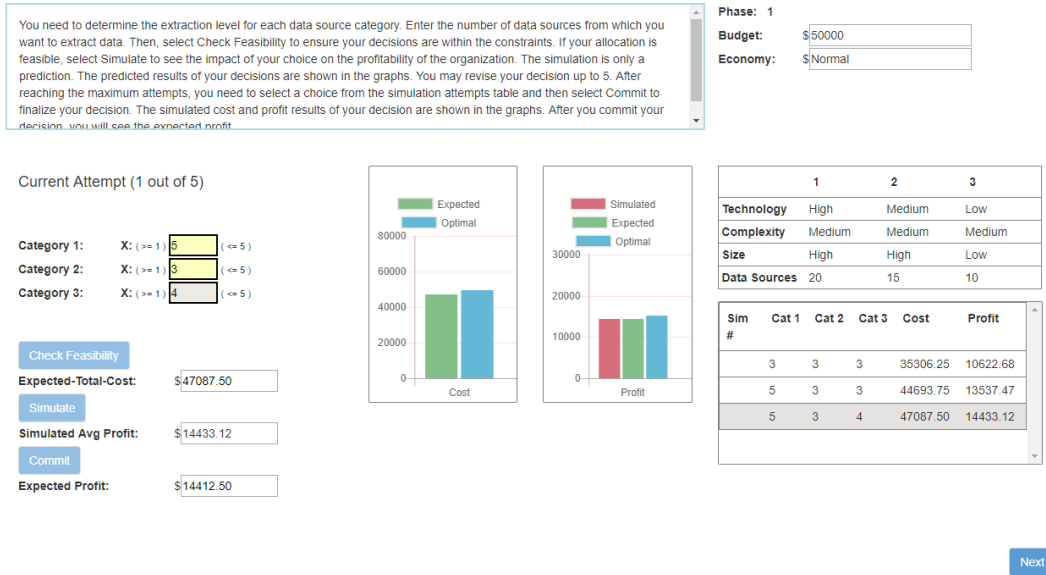 You need to determine the extraction level for each data source category. Enter the number of data sources from which you
want to extract data. Then, select Check Feasibility to ensure your decisions are within the constraints. If your allocation is
feasible, select Simulate to see the impact of your choice on the profitability of the organization. The simulation is only a
prediction. The predicted results of your decisions are shown in the graphs. You may revise your decision up to 5. After
reaching the maximum attempts, you need to select a choice from the simulation attempts table and then select Commit to
finalize your decision. The simulated cost and profit results of your decision are shown in the graphs. After you commit your
decision, you will see the expected profit
Phase: 1
Budget: $50000
Economy: $Normal
Current Attempt (1 out of 5)
Category 1: X: (>= 1) 5 (<= 5)
Category 2: X: (>= 1) 3 (<= 5)
Category 3: X: (>= 1) 4 (<= 5)
Check Feasibility
Expected-Total-Cost: $47087.50
Simulate
Simulated Avg Profit: $14433.12
Commit
Expected Profit: $14412.50
Expected
Optimal
80000
60000
40000
20000
0
Cost
Simulated
Expected
Optimal
30000
20000
10000
0
Profit
1 2 3
Technology High Medium Low
Complexity Medium Medium Medium
Size High High Low
Data Sources 20 15 10
Sim # Cat 1 Cat 2 Cat 3 Cost Profit
3 3 3 35306.25 10622.68
5 3 3 44693.75 13537.47
5 3 4 47087.50 14433.12
Next